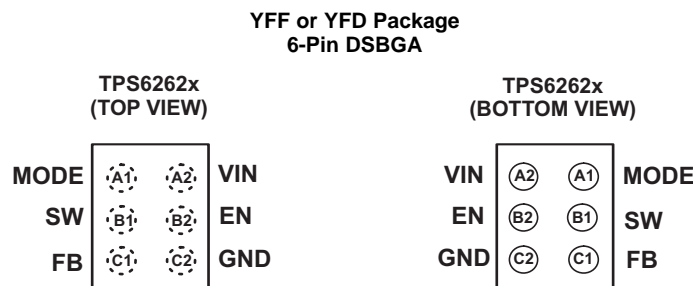 YFF or YFD Package
6-Pin DSBGA
TPS6262x
(TOP VIEW)
MODE A1 A2 VIN
SW B1 B2 EN
FB C1 C2 GND
TPS6262x
(BOTTOM VIEW)
VIN A2 A1 MODE
EN B2 B1 SW
GND C2 C1 FB